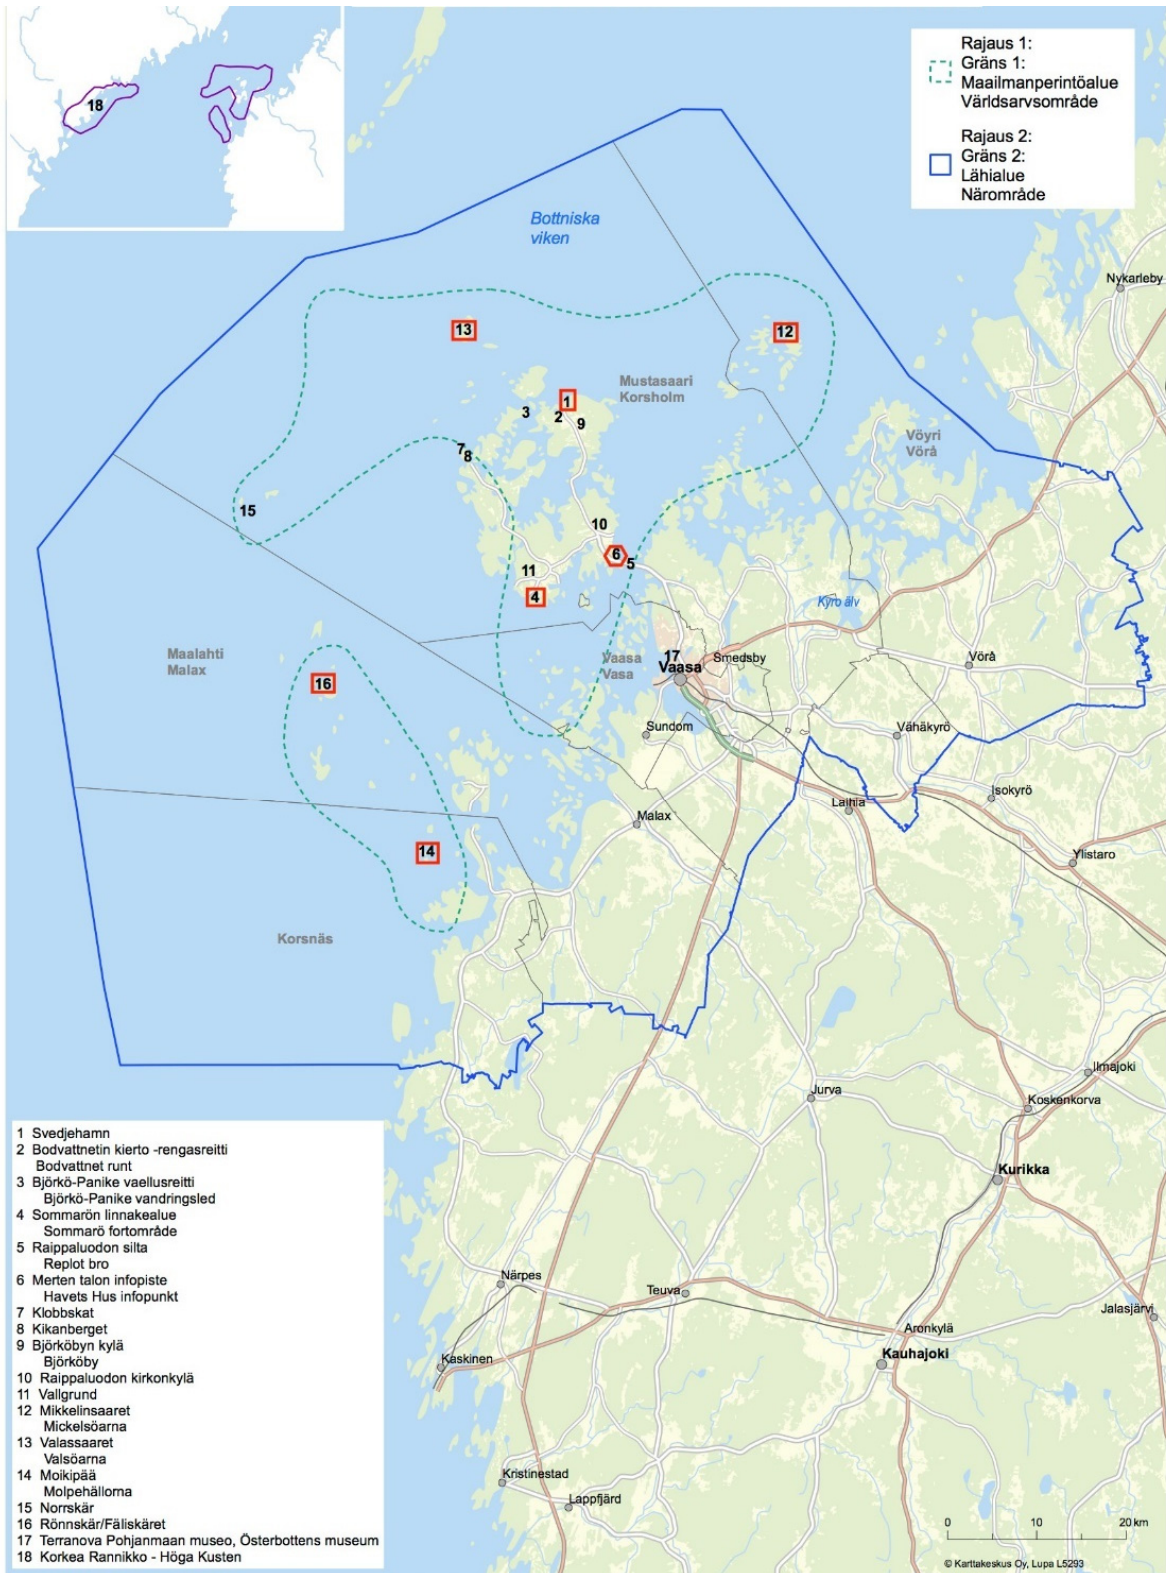 18
Rajaus 1:
Gräns 1:
Maailmanperintöalue
Världsarvsområde
Rajaus 2:
Gräns 2:
Lähialue
Närområde
Bottniska
viken
Nykarleby
13
12
Mustasaari
Korsholm
1
3
2
9
Vöyri
Vörå
7
8
15
10
6
5
11
4
Kyro älv
Maalahti
Malax
Vaasa
Vasa
17
Vaasa
Smedsby
Vörå
16
Sundom
Vähäkyrö
Isokyrö
Malax
Laihia
14
Ylistaro
Korsnäs
Ilmajoki
Jurva
Koskenkorva
Kurikka
Närpes
Teuva
Jalasjärvi
Aronkylä
Kaskinen
Kauhajoki
Kristinestad
Lappfjärd
1 Svedjehamn
2 Bodvattnetin kierto -rengasreitti
Bodvattnet runt
3 Björkö-Panike vaellusreitti
Björkö-Panike vandringsled
4 Sommarön linnakealue
Sommarö fortområde
5 Raippaluodon silta
Replot bro
6 Merten talon infopiste
Havets Hus infopunkt
7 Klobbskat
8 Kikanberget
9 Björköbyn kylä
Björköby
10 Raippaluodon kirkonkylä
11 Vallgrund
12 Mikkelinsaaret
Mickelsöarna
13 Valassaaret
Valsöarna
14 Moikipää
Molpehällorna
15 Norrskär
16 Rönnskär/Fäliskäret
17 Terranova Pohjanmaan museo, Österbottens museum
18 Korkea Rannikko - Höga Kusten
0 10 20 km
© Karttakeskus Oy, Lupa L5293